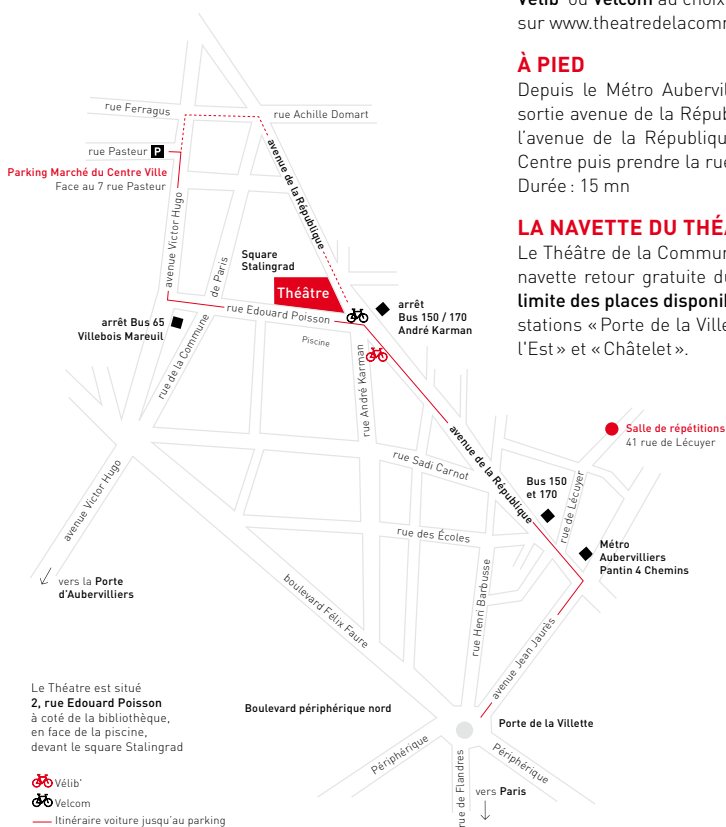 Vélib' ou Velcom au choix
sur www.theatredelacomm
À PIED
Depuis le Métro Aubervil
sortie avenue de la Répub
l'avenue de la République
Centre puis prendre la rue
Durée : 15 mn
LA NAVETTE DU THÉ
Le Théâtre de la Commun
navette retour gratuite du
limite des places disponib
stations « Porte de la Ville
l'Est » et « Châtelet ».
rue Ferragus
rue Achille Domart
rue Pasteur P
Parking Marché du Centre Ville
Face au 7 rue Pasteur
avenue de la République
avenue Victor Hugo
Square
Stalingrad
de Paris
Théâtre
rue Edouard Poisson
arrêt
Bus 150 / 170
André Karman
arrêt Bus 65
Villebois Mareuil
Piscine
rue de la Commune
rue André Karman
avenue de la République
Salle de répétitions
41 rue de Lécuyer
rue Sadi Carnot
avenue Victor Hugo
Bus 150
et 170
rue de Lécuyer
rue des Écoles
Métro
Aubervilliers
Pantin 4 Chemins
vers la Porte
d'Aubervilliers
boulevard Félix Faure
rue Henri Barbusse
avenue Jean Jaurès
Le Théatre est situé
2, rue Edouard Poisson
à coté de la bibliothèque,
en face de la piscine,
devant le square Stalingrad
Boulevard périphérique nord
Porte de la Villette
Périphérique
Périphérique
rue de Flandres
vers Paris
Vélib'
Velcom
Itinéraire voiture jusqu'au parking